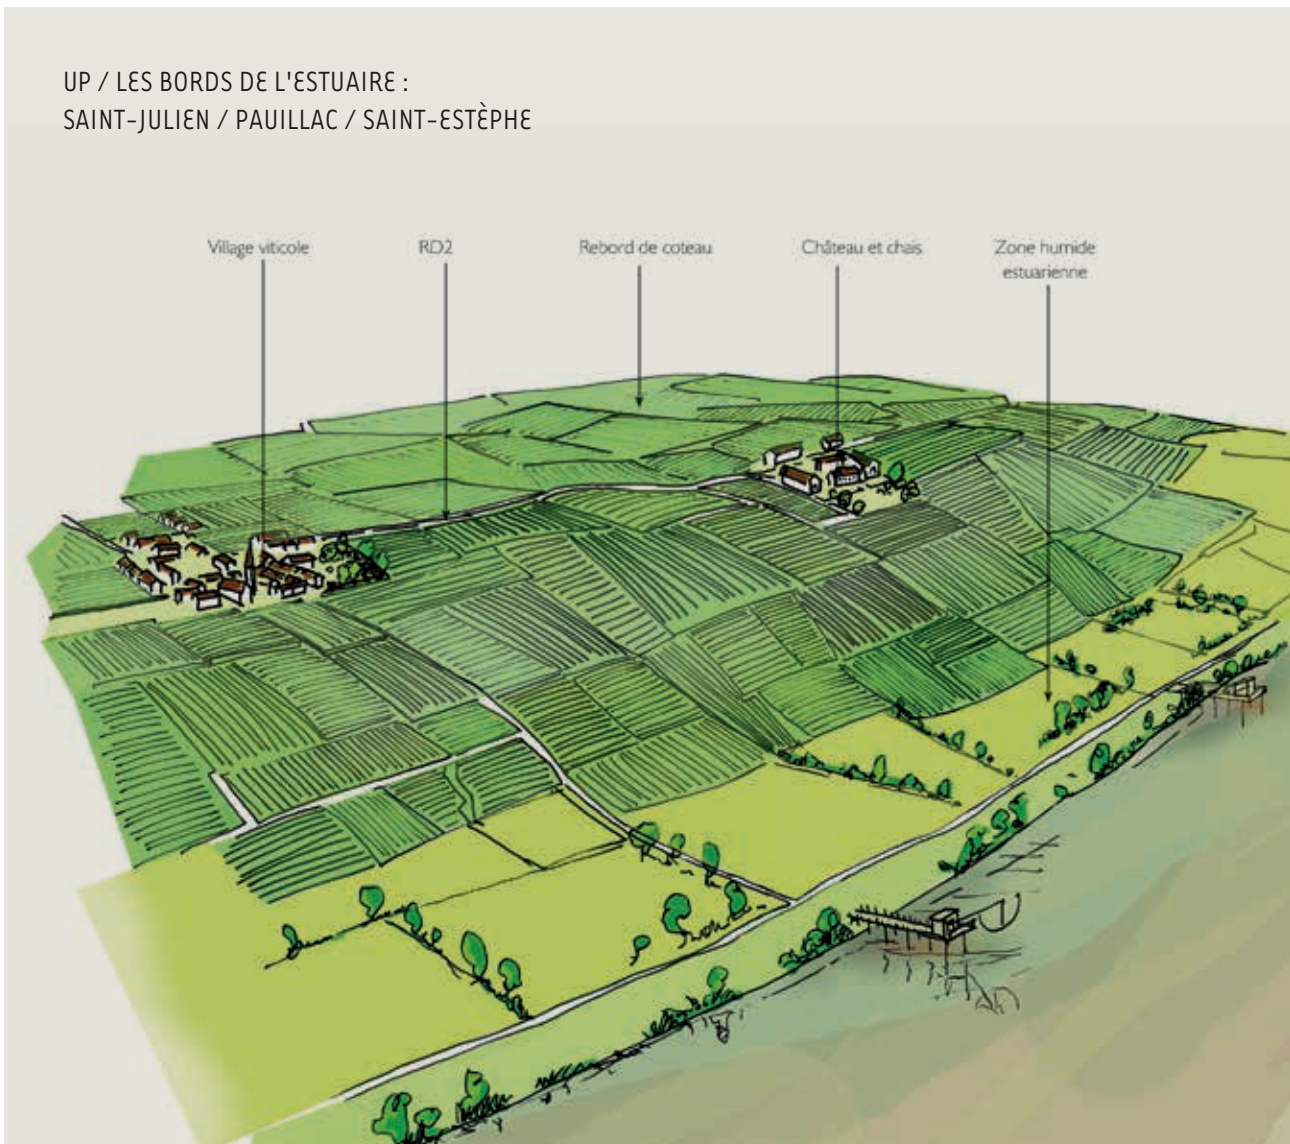 UP / LES BORDS DE L'ESTUAIRE :
SAINT-JULIEN / PAUILLAC / SAINT-ESTÈPHE
Village viticole
RD2
Rebord de coteau
Château et chais
Zone humide
estuarienne